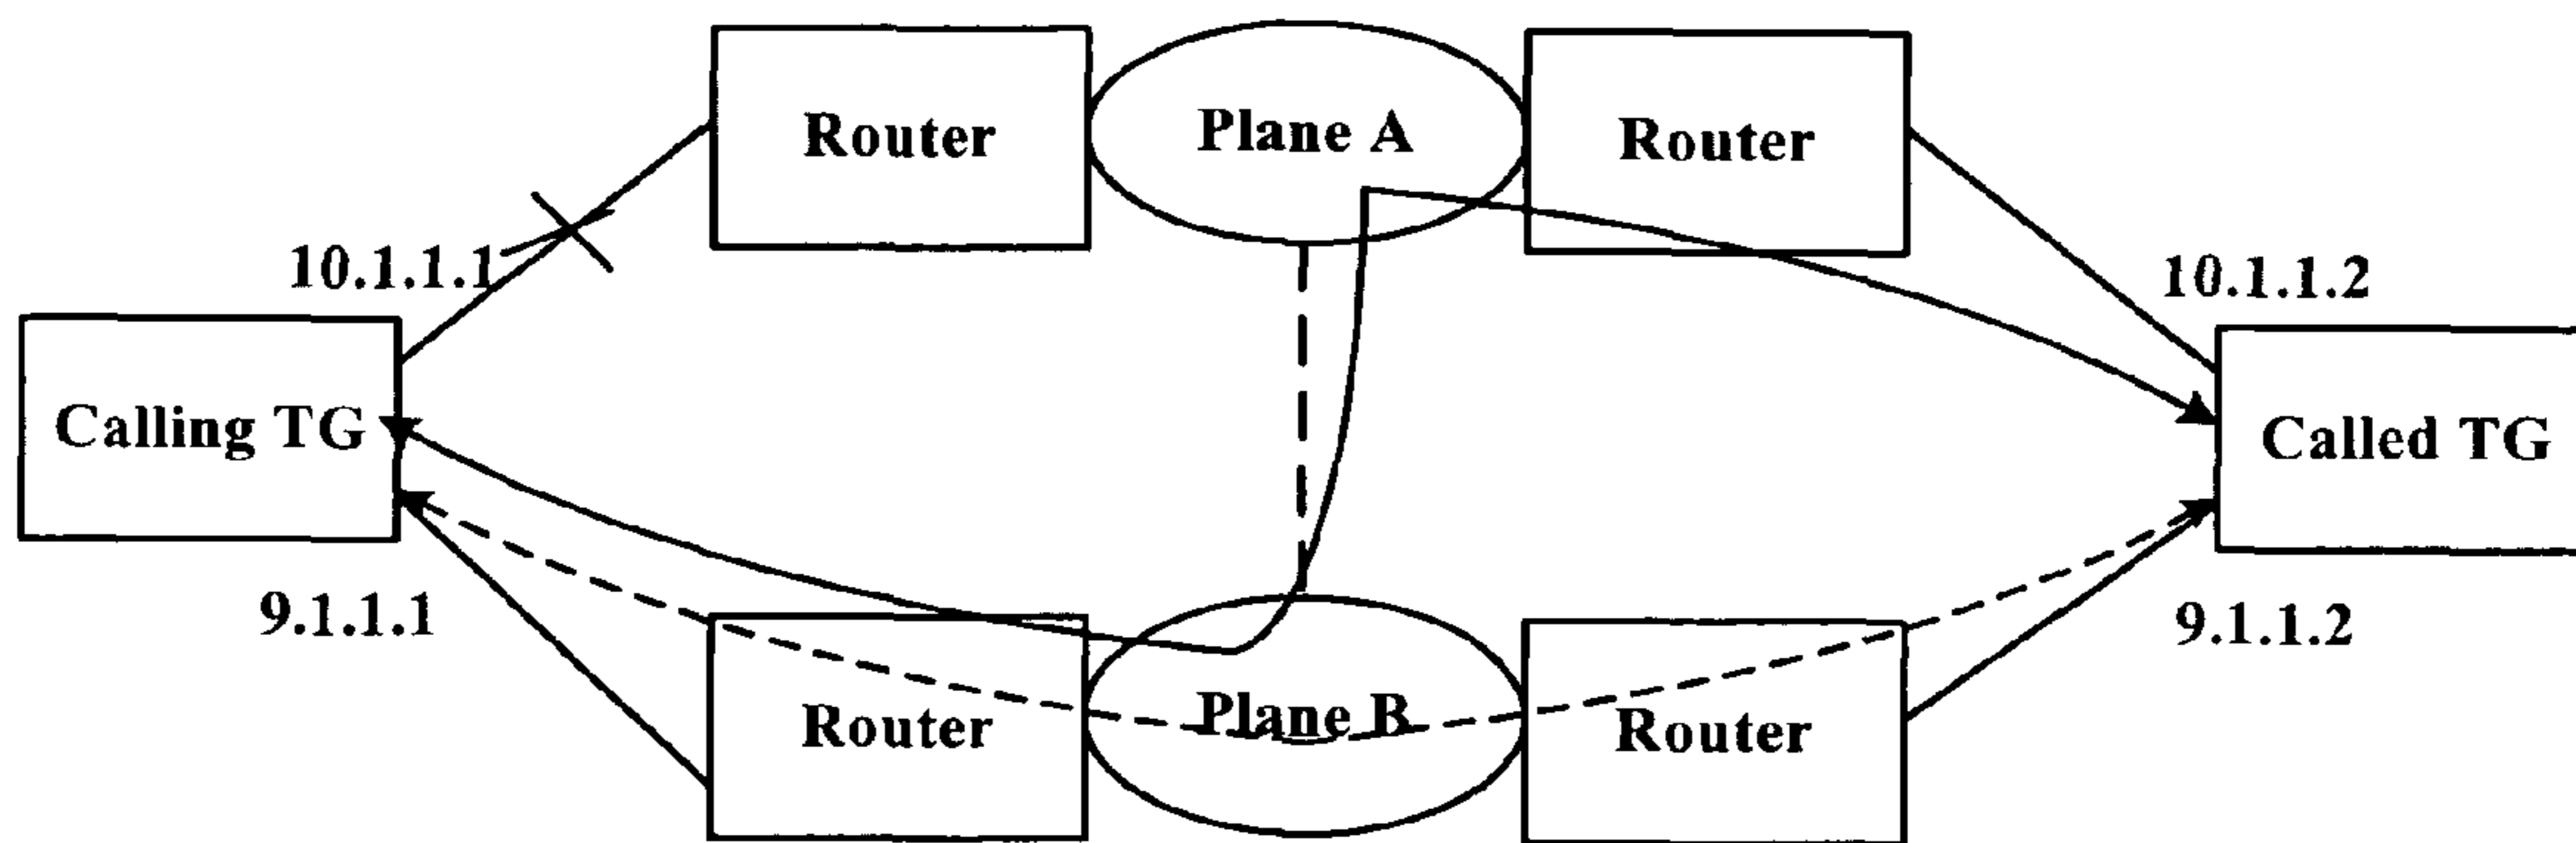 Router
Plane A
Router
10.1.1.1
10.1.1.2
Calling TG
Called TG
9.1.1.1
9.1.1.2
Router
Plane B
Router